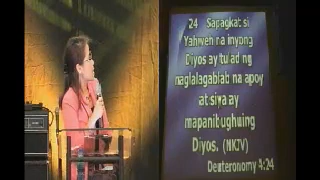 24 Sapagkat si
Yahweh na inyong
Diyos ay tulad ng
naglalagablab na apoy
at siya ay
mapanibughuing
Diyos. (NKJV)
Deuteronomy 4:24